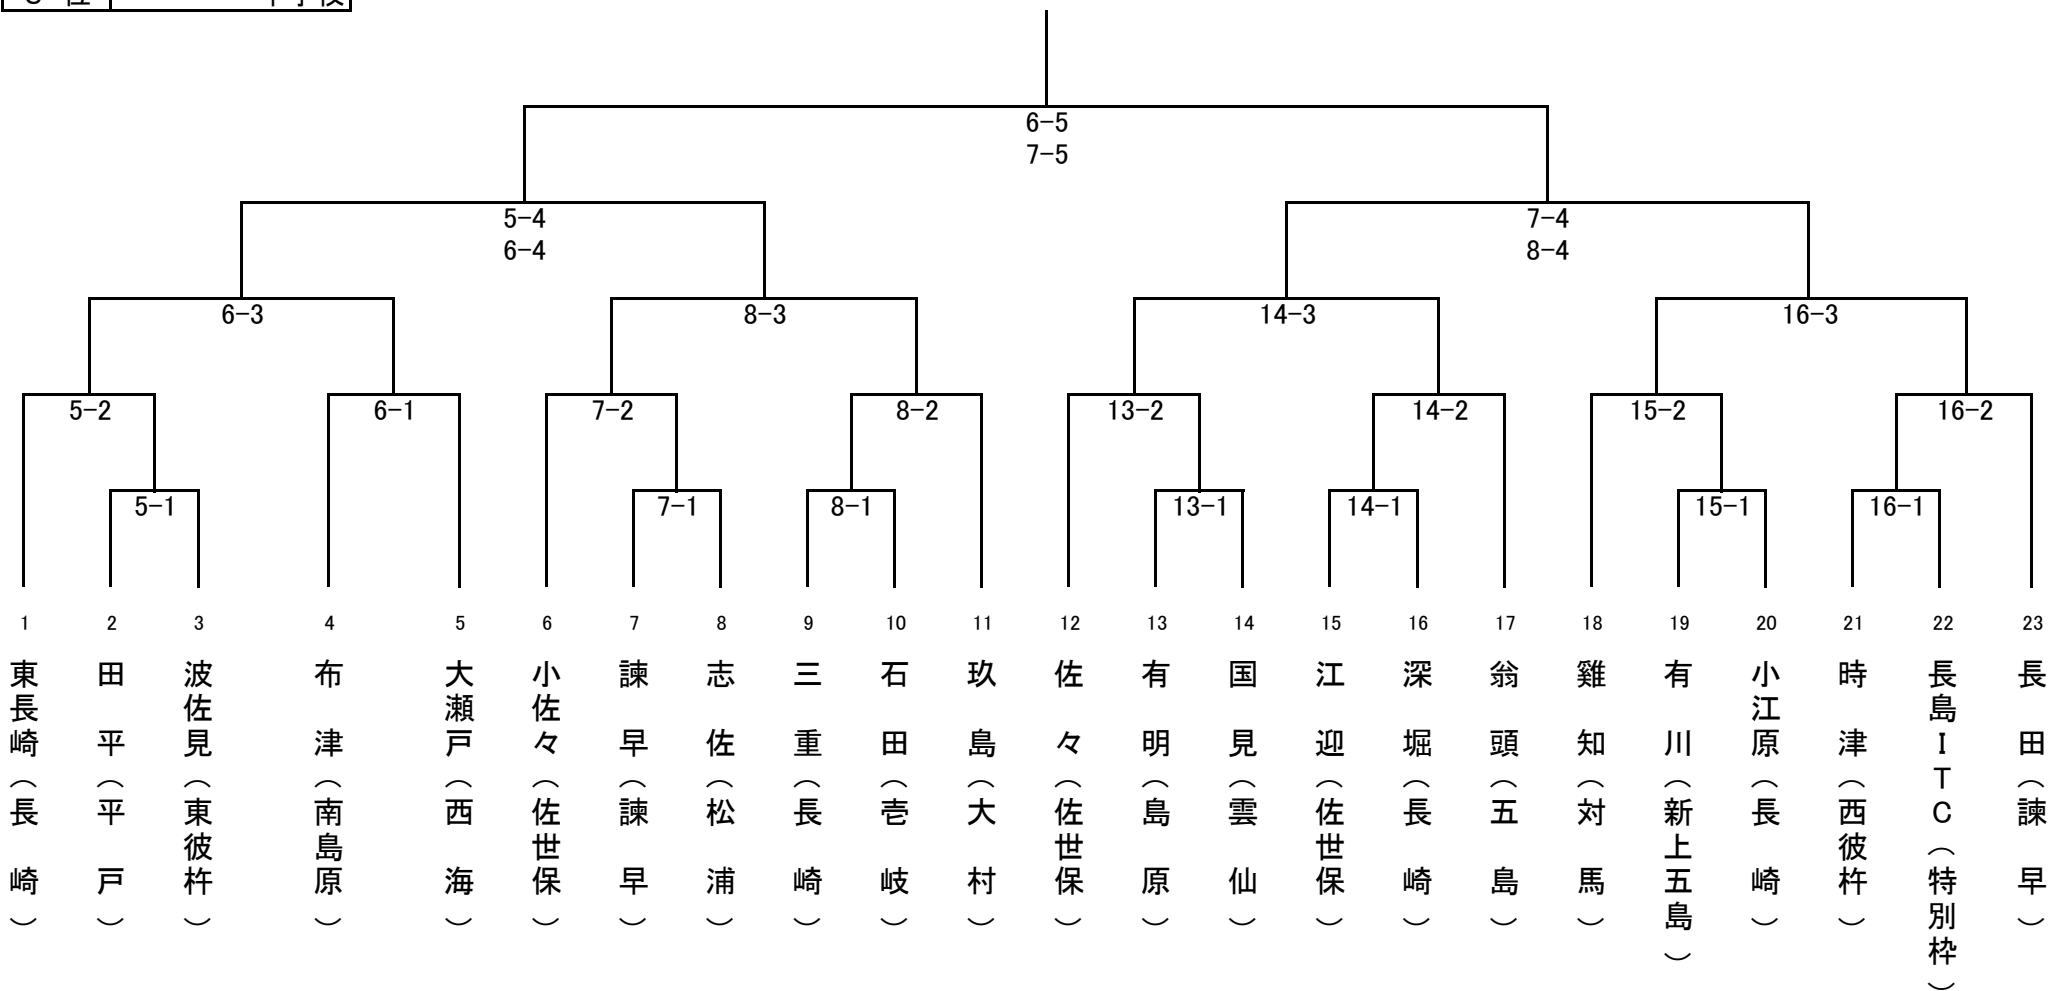 6-5
7-5
5-4
6-4
7-4
8-4
6-3
8-3
14-3
16-3
5-2
6-1
7-2
8-2
13-2
14-2
15-2
16-2
5-1
7-1
8-1
13-1
14-1
15-1
16-1
1 東長崎（長崎）
2 田平（平戸）
3 波佐見（東彼杵）
4 布津（南島原）
5 大瀬戸（西海）
6 小佐々（佐世保）
7 諫早（諫早）
8 志佐（松浦）
9 三重（長崎）
10 石田（壱岐）
11 玖島（大村）
12 佐々（佐世保）
13 有明（島原）
14 国見（雲仙）
15 江迎（佐世保）
16 深堀（長崎）
17 翁頭（五島）
18 雞知（対馬）
19 有川（新上五島）
20 小江原（長崎）
21 時津（西彼杵）
22 長島ITC（特別枠）
23 長田（諫早）